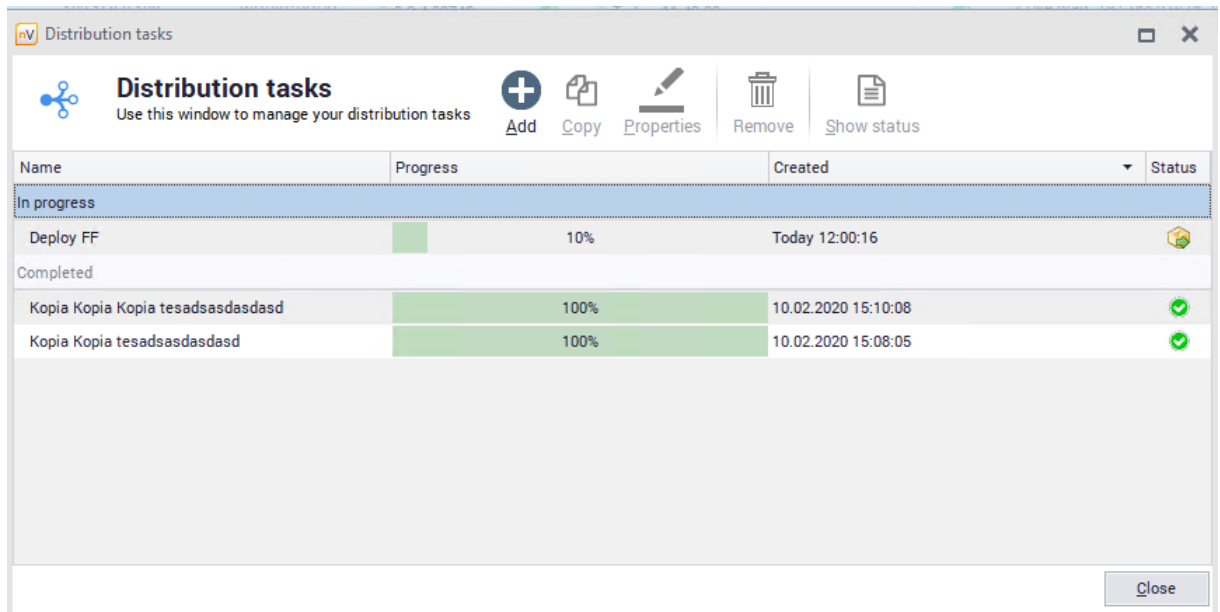 nV Distribution tasks
Distribution tasks
Use this window to manage your distribution tasks
Add Copy Properties Remove Show status
Name Progress Created Status
In progress
Deploy FF 10% Today 12:00:16
Completed
Kopia Kopia Kopia tesadsasdasdasd 100% 10.02.2020 15:10:08
Kopia Kopia tesadsasdasdasd 100% 10.02.2020 15:08:05
Close